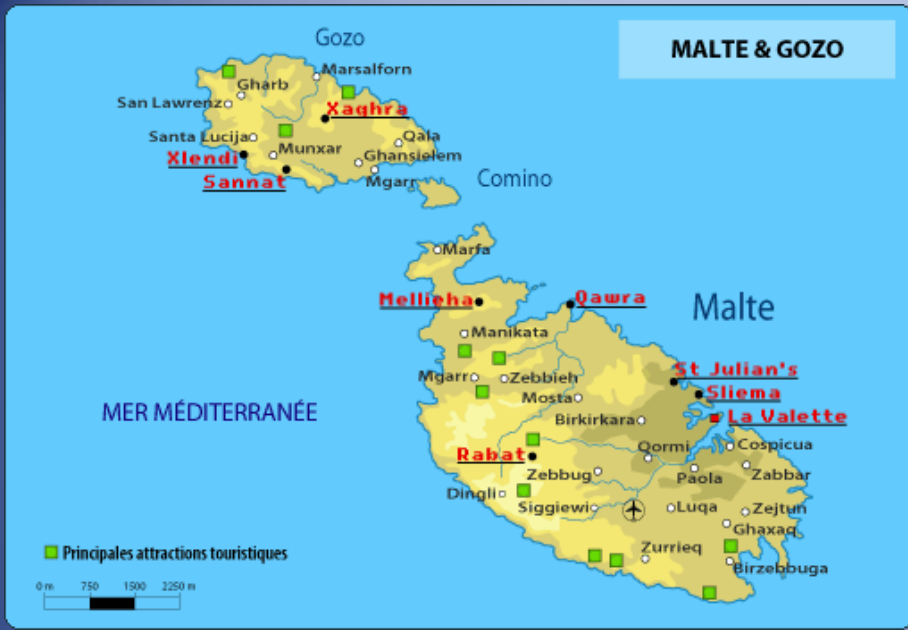 Gozo
MALTE & GOZO
Marsalforn
Gharb
San Lawrenz
Xaghra
Santa Lucija
Qala
Munxar
Xlendi
Ghansielem
Sannat
Mgarr
Comino
Marfa
Mellieha
Qawra
Malte
Manikata
St Julian's
Mgarr
Zebbieh
Sliema
Mosta
MER MÉDITERRANÉE
La Valette
Birkirkara
Cospicua
Qormi
Rabat
Zebbug
Paola
Zabbar
Dingli
Siggiewi
Luqa
Zejtun
Ghaxaq
Principales attractions touristiques
Zurrieq
Birzebbuga
0 m 750 1500 2250 m